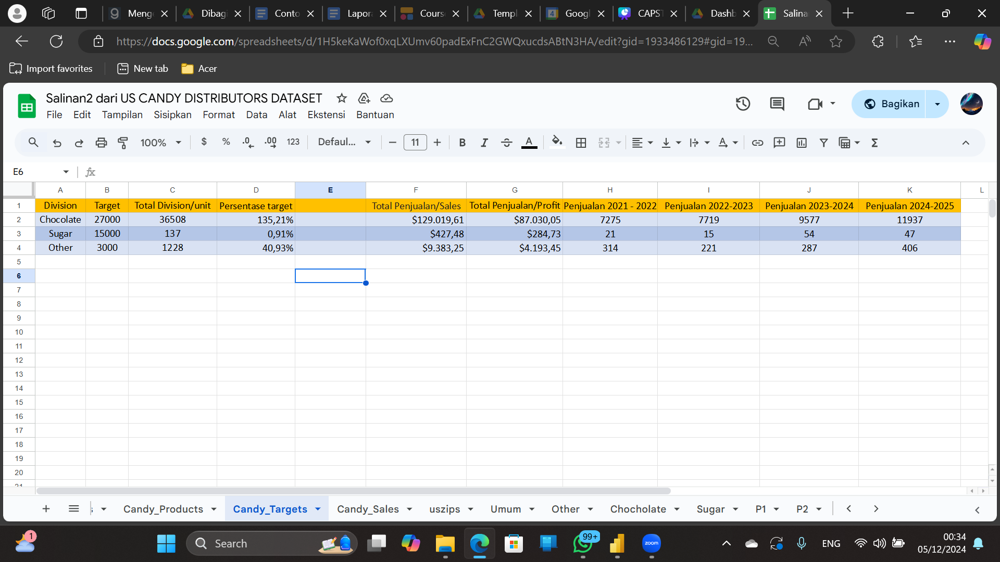 Meng
Dibag
Conto
Lapor
Cours
Templ
Googl
CAPST
Dashb
Salina
https://docs.google.com/spreadsheets/d/1H5keKaWof0xqLXUmv60padExFnC2GWQxucdsABtN3HA/edit?gid=1933486129#gid=19...
Import favorites
New tab
Acer
Salinan2 dari US CANDY DISTRIBUTORS DATASET
File Edit Tampilan Sisipkan Format Data Alat Ekstensi Bantuan
Bagikan
100% $ % .0 .00 123 Defaul... 11 B I A
E6 fx
A B C D E F G H I J K L
1 Division Target Total Division/unit Persentase target Total Penjualan/Sales Total Penjualan/Profit Penjualan 2021 - 2022 Penjualan 2022-2023 Penjualan 2023-2024 Penjualan 2024-2025
2 Chocolate 27000 36508 135,21% $129.019,61 $87.030,05 7275 7719 9577 11937
3 Sugar 15000 137 0,91% $427,48 $284,73 21 15 54 47
4 Other 3000 1228 40,93% $9.383,25 $4.193,45 314 221 287 406
5
6
7
8
9
10
11
12
13
14
15
16
17
18
19
20
21
Candy_Products Candy_Targets Candy_Sales uszips Umum Other Chocholate Sugar P1 P2
1
Search
99+
zoom
ENG
00:34
05/12/2024